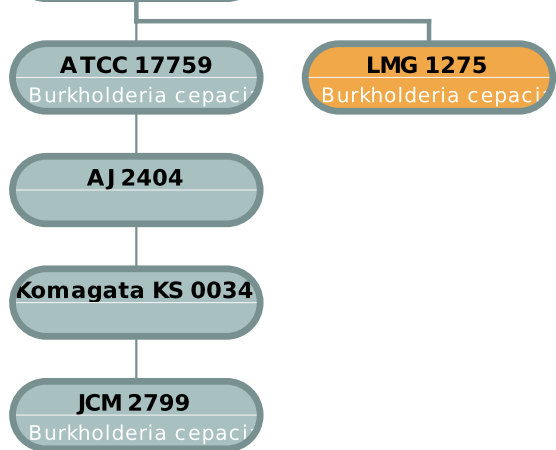 ATCC 17759
Burkholderia cepaci
LMG 1275
Burkholderia cepaci
AJ 2404
Komagata KS 0034
JCM 2799
Burkholderia cepaci